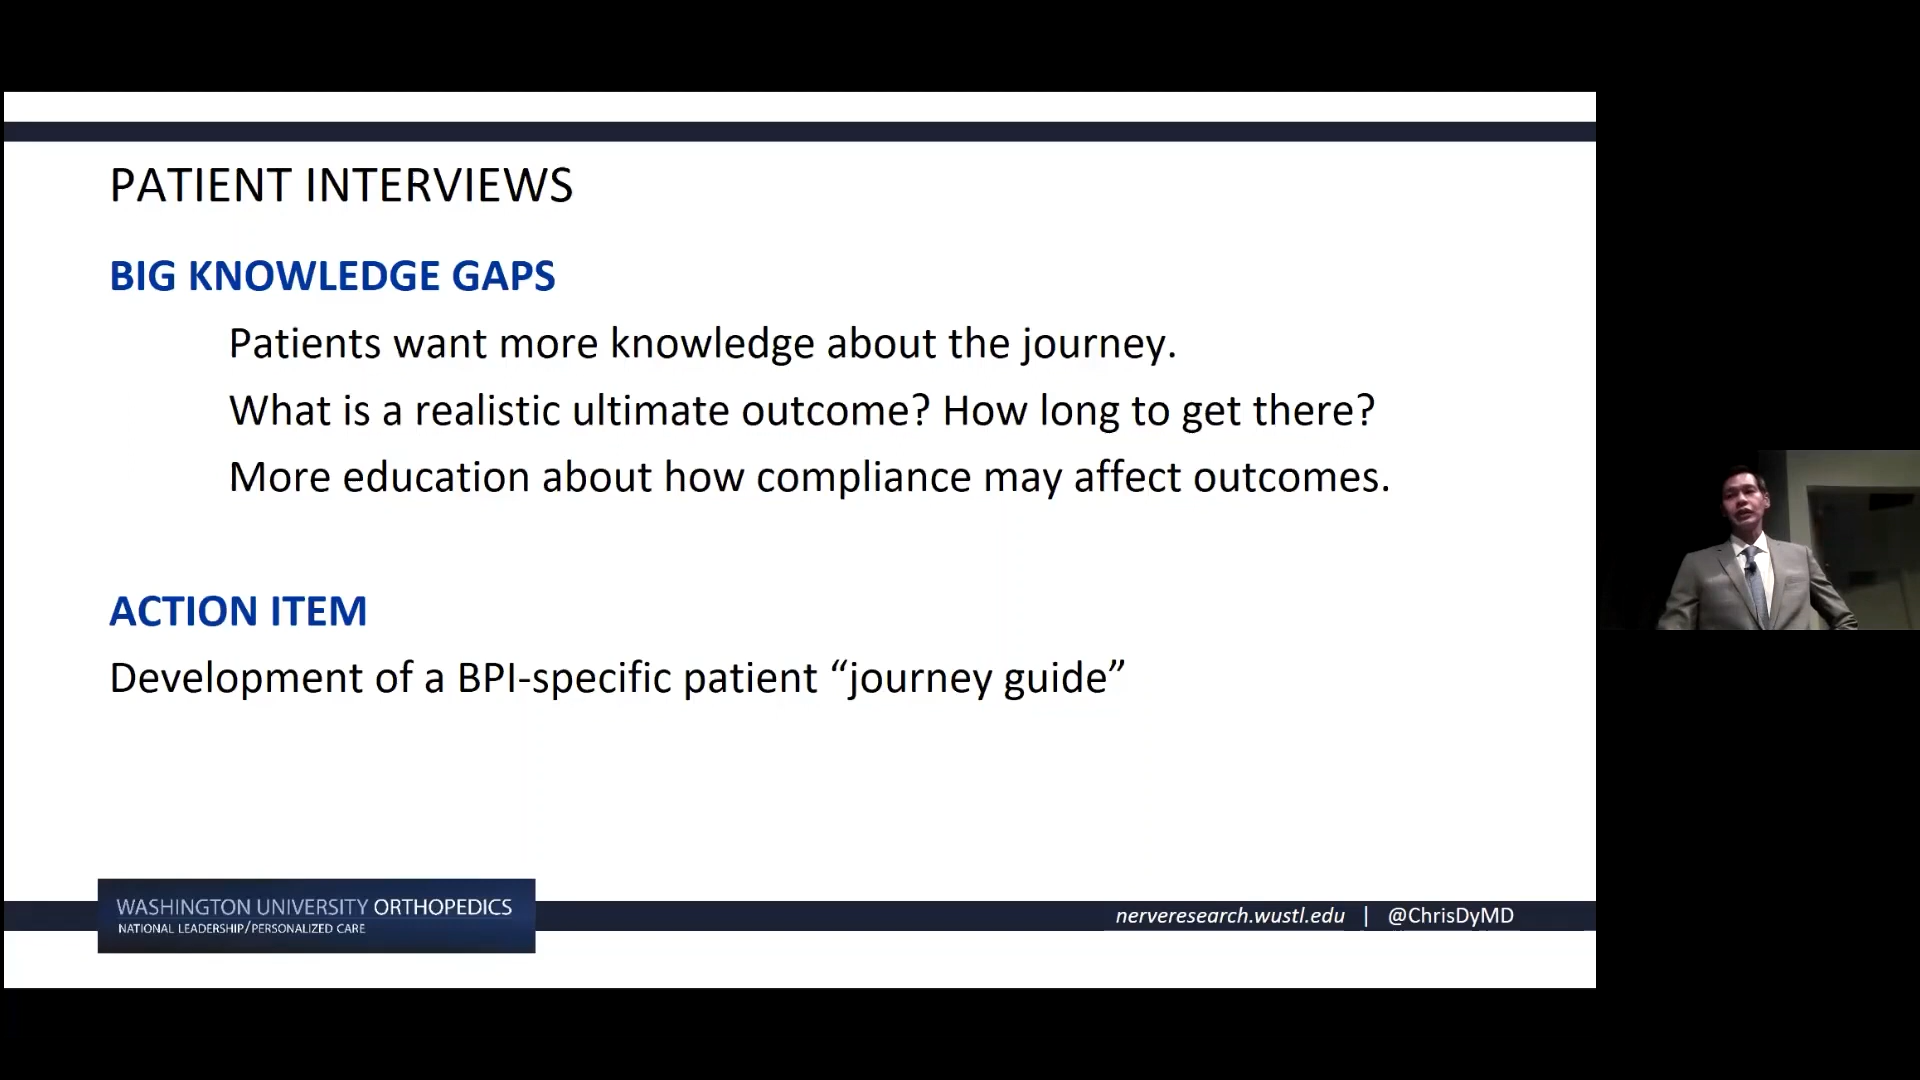 PATIENT INTERVIEWS
BIG KNOWLEDGE GAPS
Patients want more knowledge about the journey.
What is a realistic ultimate outcome? How long to get there?
More education about how compliance may affect outcomes.
ACTION ITEM
Development of a BPI-specific patient “journey guide”
WASHINGTON UNIVERSITY ORTHOPEDICS
NATIONAL LEADERSHIP/PERSONALIZED CARE
nerveresearch.wustl.edu | @ChrisDyMD